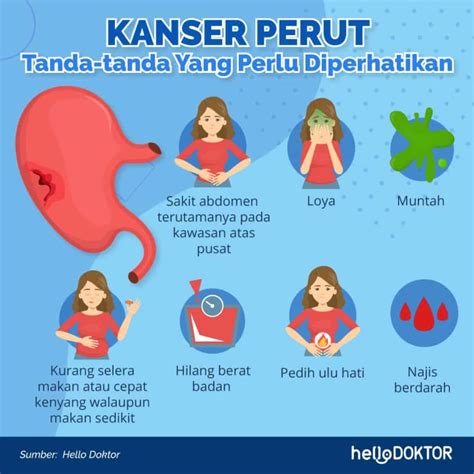 KANSER PERUT
Tanda-tanda Yang Perlu Diperhatikan
Sakit abdomen
terutamanya pada
kawasan atas
pusat
Loya
Muntah
Kurang selera
makan atau cepat
kenyang walaupun
makan sedikit
Hilang berat
badan
Pedih ulu hati
Najis
berdarah
Sumber: Hello Doktor
helloDOKTOR